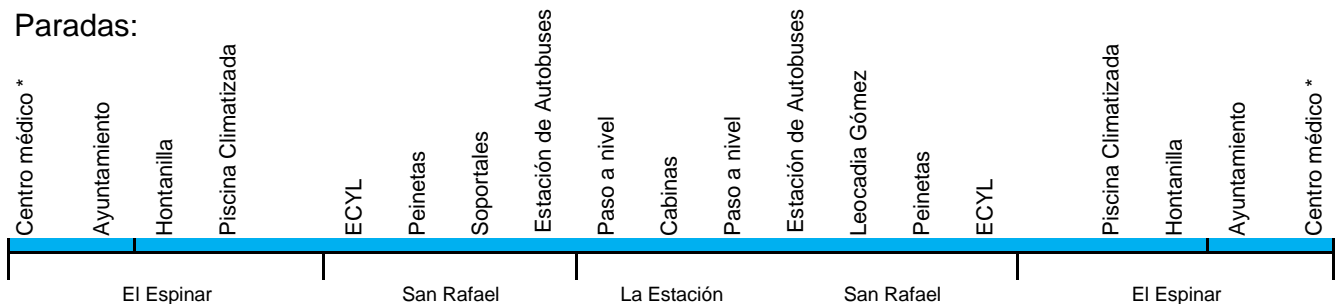 Paradas:
Centro médico *
Ayuntamiento
Hontanilla
Piscina Climatizada
ECYL
Peinetas
Soportales
Estación de Autobuses
Paso a nivel
Cabinas
Paso a nivel
Estación de Autobuses
Leocadia Gómez
Peinetas
ECYL
Piscina Climatizada
Hontanilla
Ayuntamiento
Centro médico *
El Espinar
San Rafael
La Estación
San Rafael
El Espinar